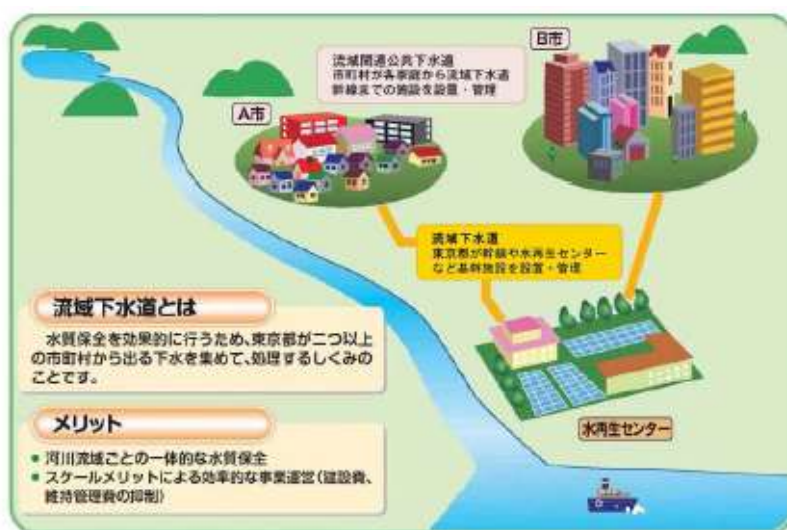 流域関連公共下水道
市町村が各家庭から流域下水道
幹線までの施設を設置・管理
B市
A市
流域下水道
東京都が幹線や水再生センター
など基幹施設を設置・管理
流域下水道とは
水質保全を効果的に行うため、東京都が二つ以上
の市町村から出る下水を集めて、処理するしくみの
ことです。
メリット
● 河川流域ごとの一体的な水質保全
● スケールメリットによる効率的な事業運営(建設費、
維持管理費の抑制)
水再生センター